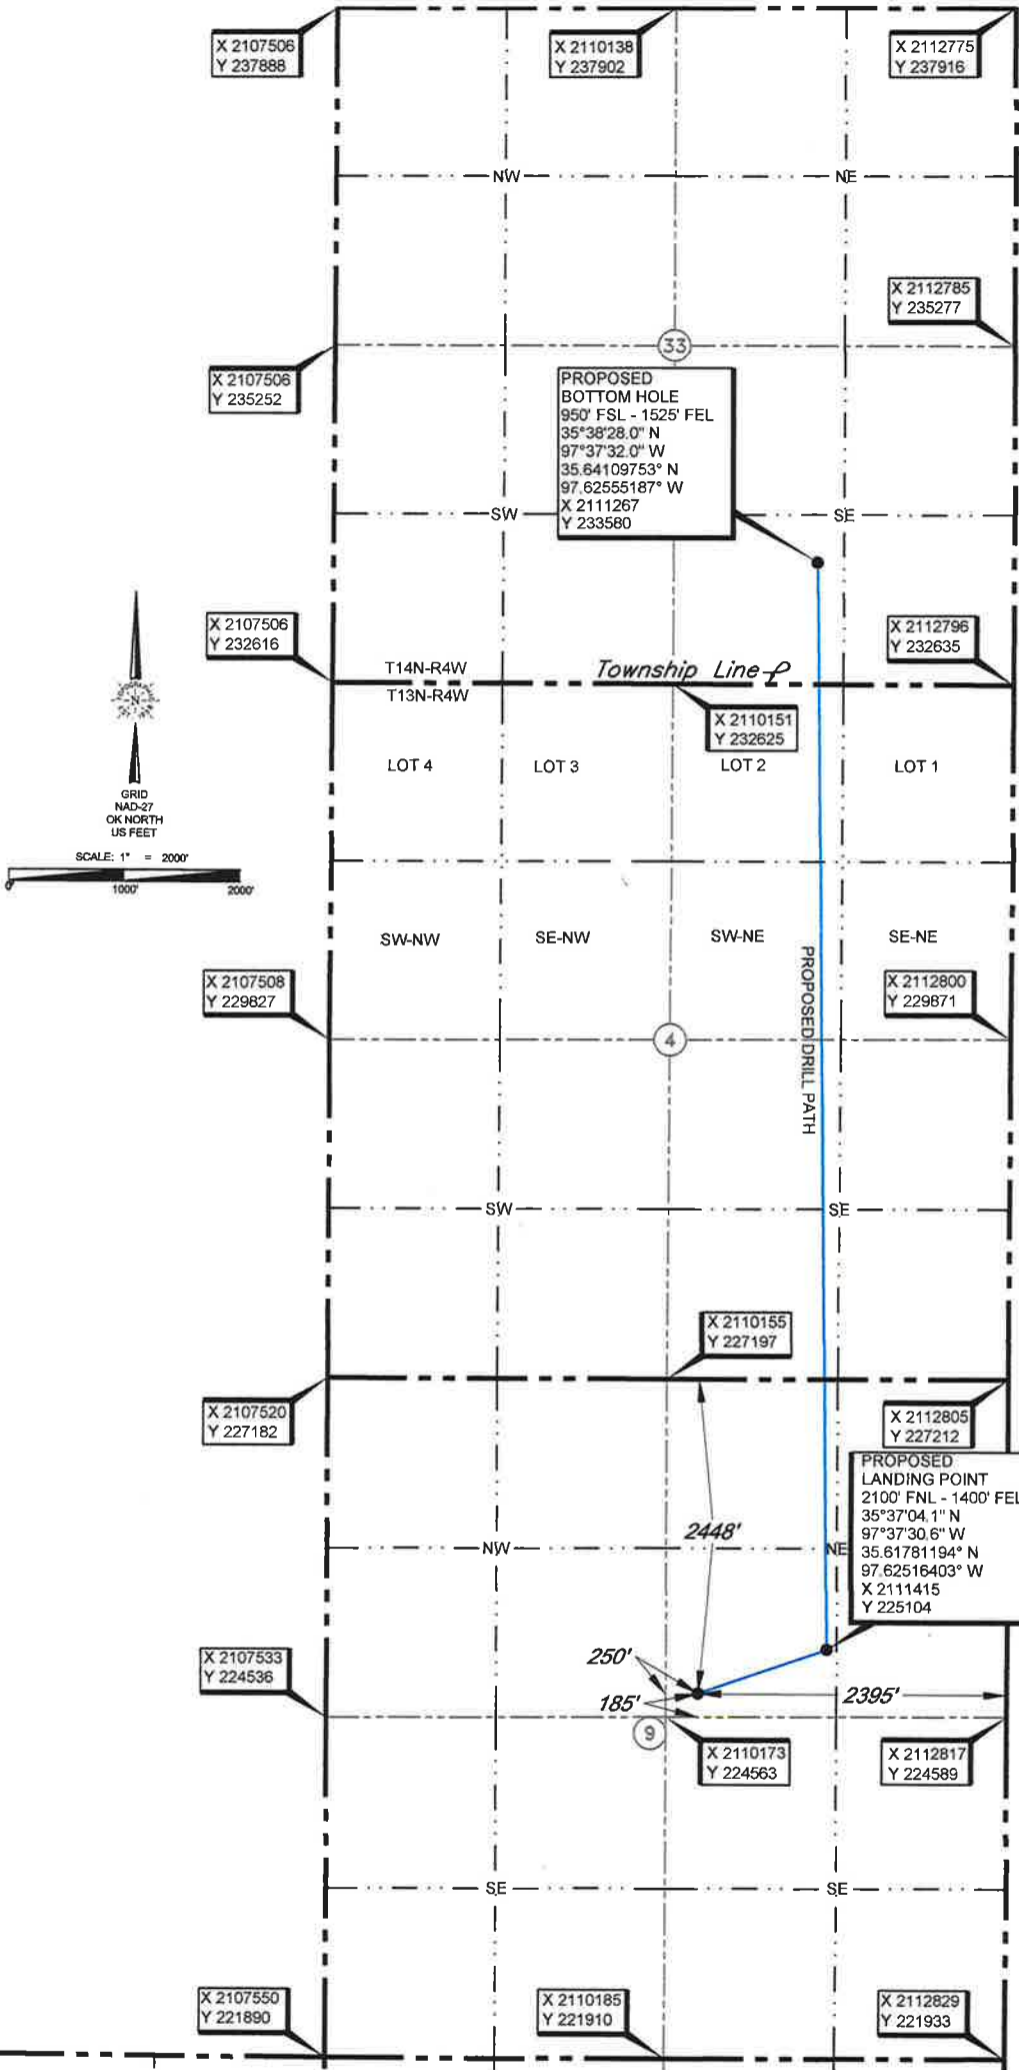 X 2107506
Y 237888
X 2110138
Y 237902
X 2112775
Y 237916
NW
NE
X 2112785
Y 235277
33
X 2107506
Y 235252
PROPOSED
BOTTOM HOLE
950' FSL - 1525' FEL
35°38'28.0" N
97°37'32.0" W
35.64109753° N
97.62555187° W
X 2111267
Y 233580
SW
SE
X 2107506
Y 232616
X 2112796
Y 232635
T14N-R4W
Township Line
T13N-R4W
X 2110151
Y 232625
N
GRID
NAD-27
OK NORTH
US FEET
SCALE: 1" = 2000'
0'
1000'
2000'
LOT 4
LOT 3
LOT 2
LOT 1
SW-NW
SE-NW
SW-NE
SE-NE
PROPOSED DRILL PATH
X 2107508
Y 229827
X 2112800
Y 229871
4
SW
SE
X 2110155
Y 227197
X 2107520
Y 227182
X 2112805
Y 227212
PROPOSED
LANDING POINT
2100' FNL - 1400' FEL
35°37'04.1" N
97°37'30.6" W
35.61781194° N
97.62516403° W
X 2111415
Y 225104
2448'
NW
NE
X 2107533
Y 224536
250'
185'
2395'
9
X 2110173
Y 224563
X 2112817
Y 224589
SE
SE
X 2107550
Y 221890
X 2110185
Y 221910
X 2112829
Y 221933